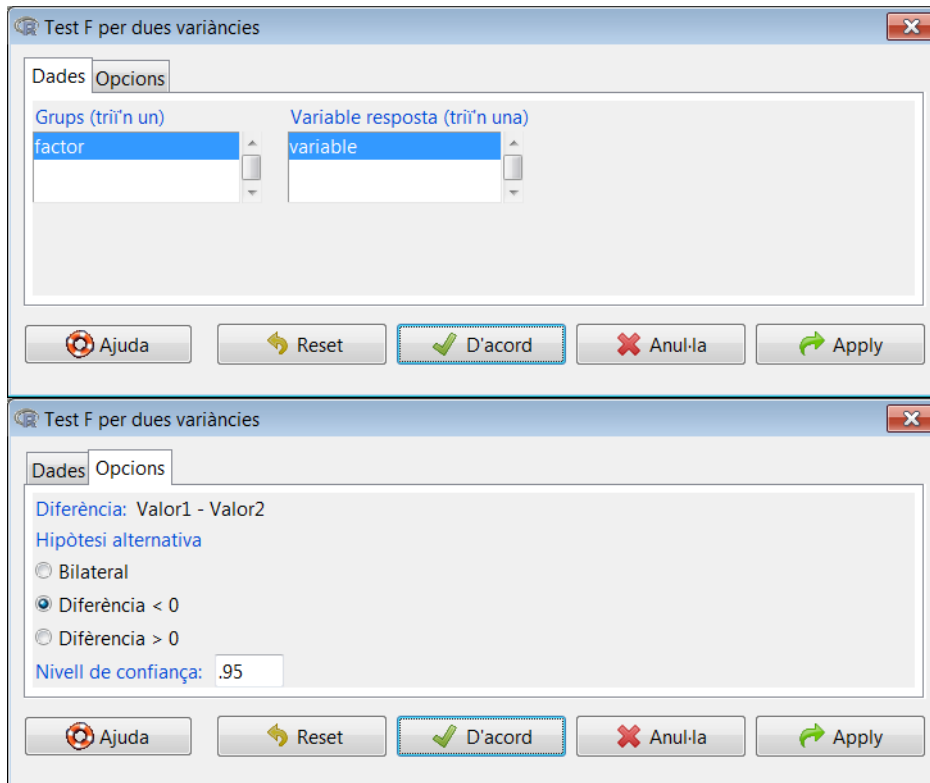 Test F per dues variàncies
Dades Opcions
Grups (triï'n un) Variable resposta (triï'n una)
factor variable
Ajuda Reset D'acord Anul·la Apply
Test F per dues variàncies
Dades Opcions
Diferència: Valor1 - Valor2
Hipòtesi alternativa
Bilateral
Diferència < 0
Difèrencia > 0
Nivell de confiança: .95
Ajuda Reset D'acord Anul·la Apply